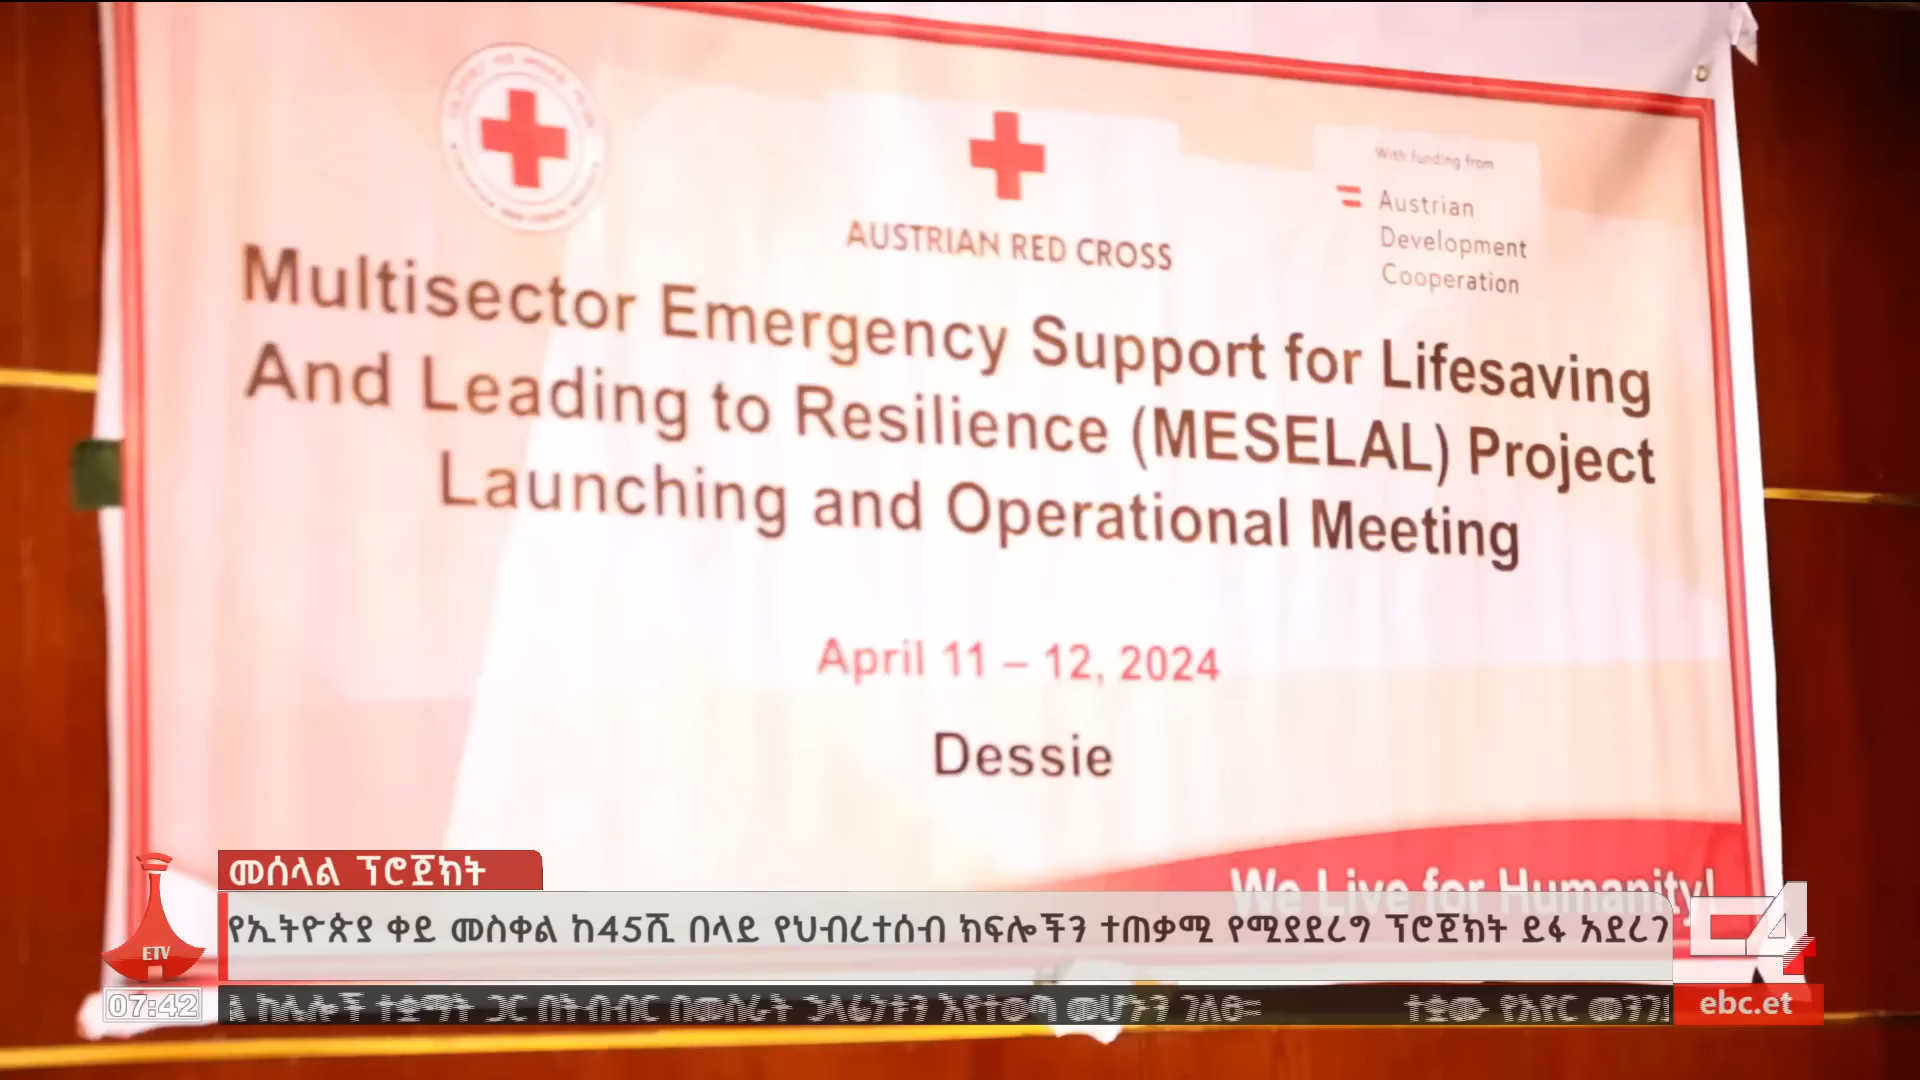 With funding from
Austrian
Development
Cooperation
AUSTRIAN RED CROSS
Multisector Emergency Support for Lifesaving
And Leading to Resilience (MESELAL) Project
Launching and Operational Meeting
April 11 – 12, 2024
Dessie
We Live for Humanity!
መሰላል ፕሮጀክት
የኢትዮጵያ ቀይ መስቀል ከ45ሺ በላይ የህብረተሰብ ክፍሎችን ተጠቃሚ የሚያደረግ ፕሮጀክት ይፋ አደረገ
ETV
07:42
ebc.et